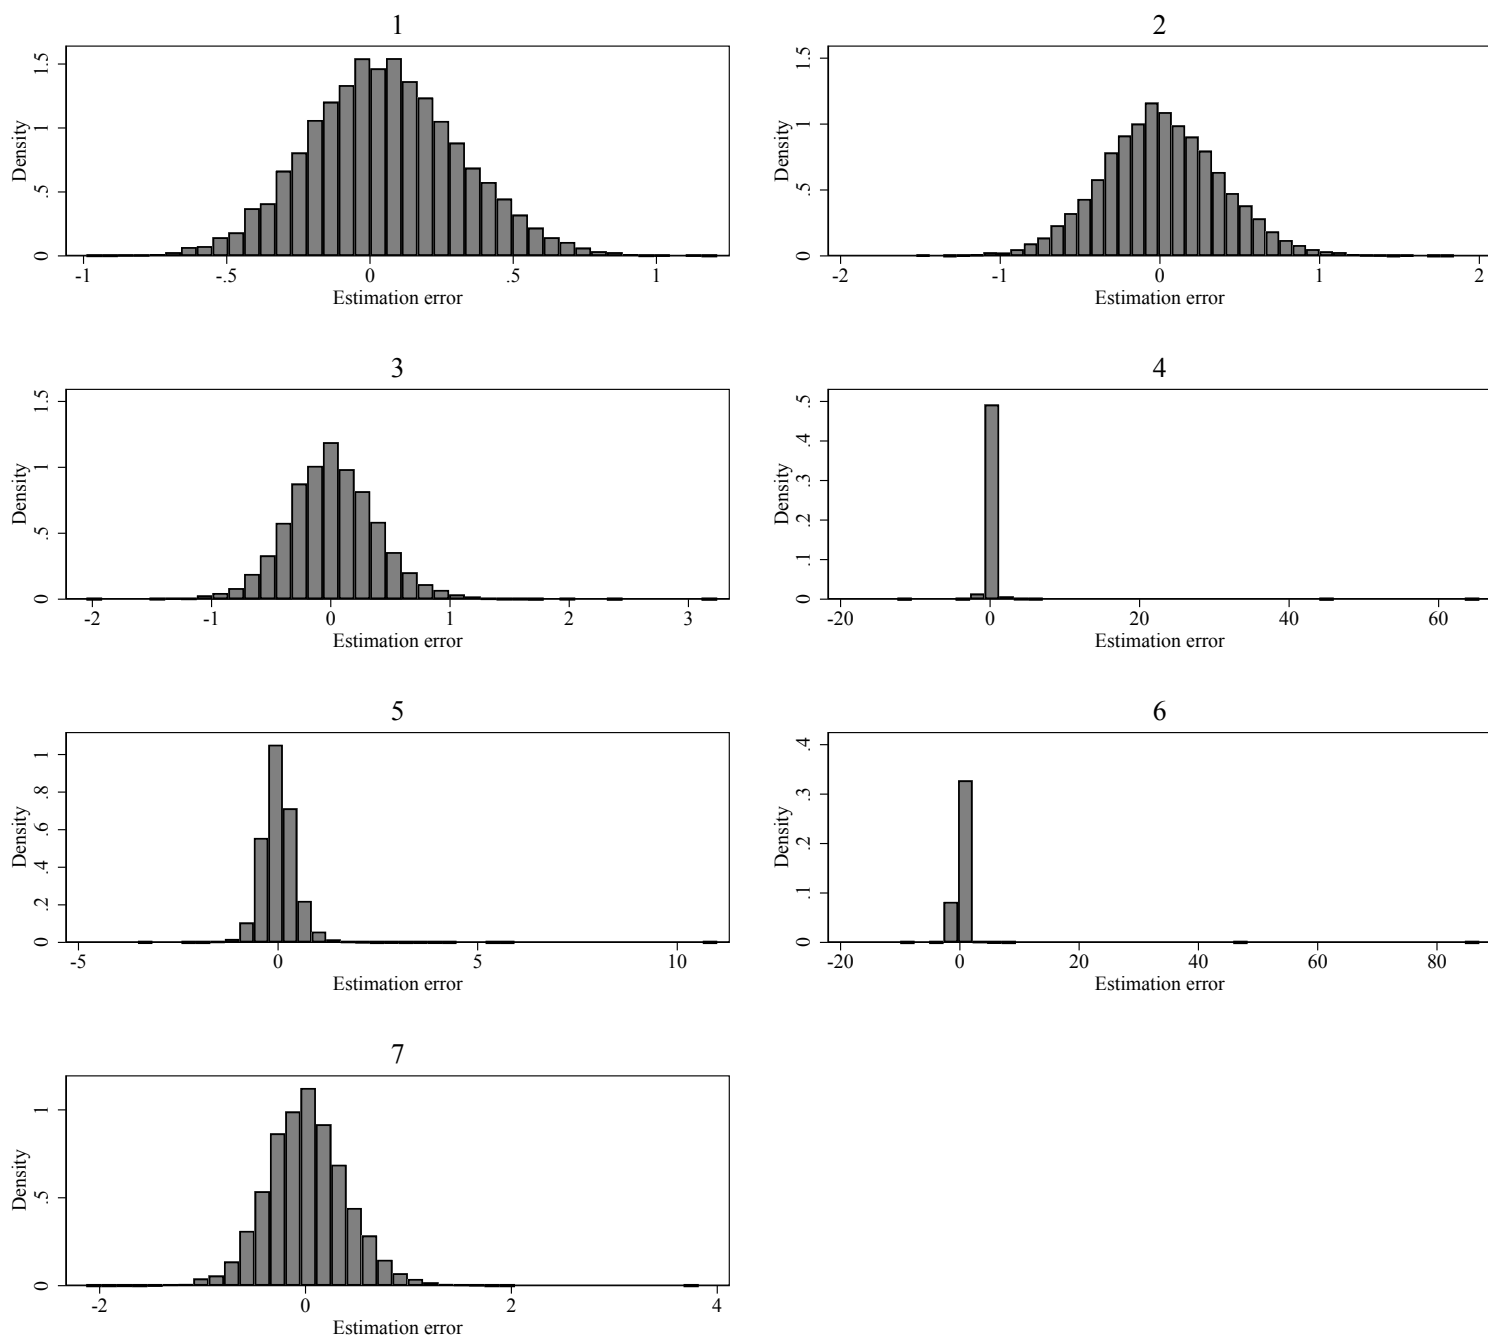 1
Density
0 .5 1 1.5
-1 -.5 0 .5 1
Estimation error
2
Density
0 .5 1 1.5
-2 -1 0 1 2
Estimation error
3
Density
0 .5 1 1.5
-2 -1 0 1 2 3
Estimation error
4
Density
0 .1 .2 .3 .4 .5
-20 0 20 40 60
Estimation error
5
Density
0 .2 .4 .6 .8 1
-5 0 5 10
Estimation error
6
Density
0 .1 .2 .3 .4
-20 0 20 40 60 80
Estimation error
7
Density
0 .5 1
-2 0 2 4
Estimation error